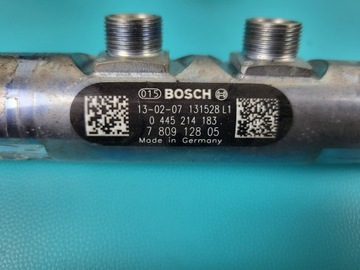 015 BOSCH
13-02-07 131528 L1
0 445 214 183.
7 809 128 05
Made in Germany